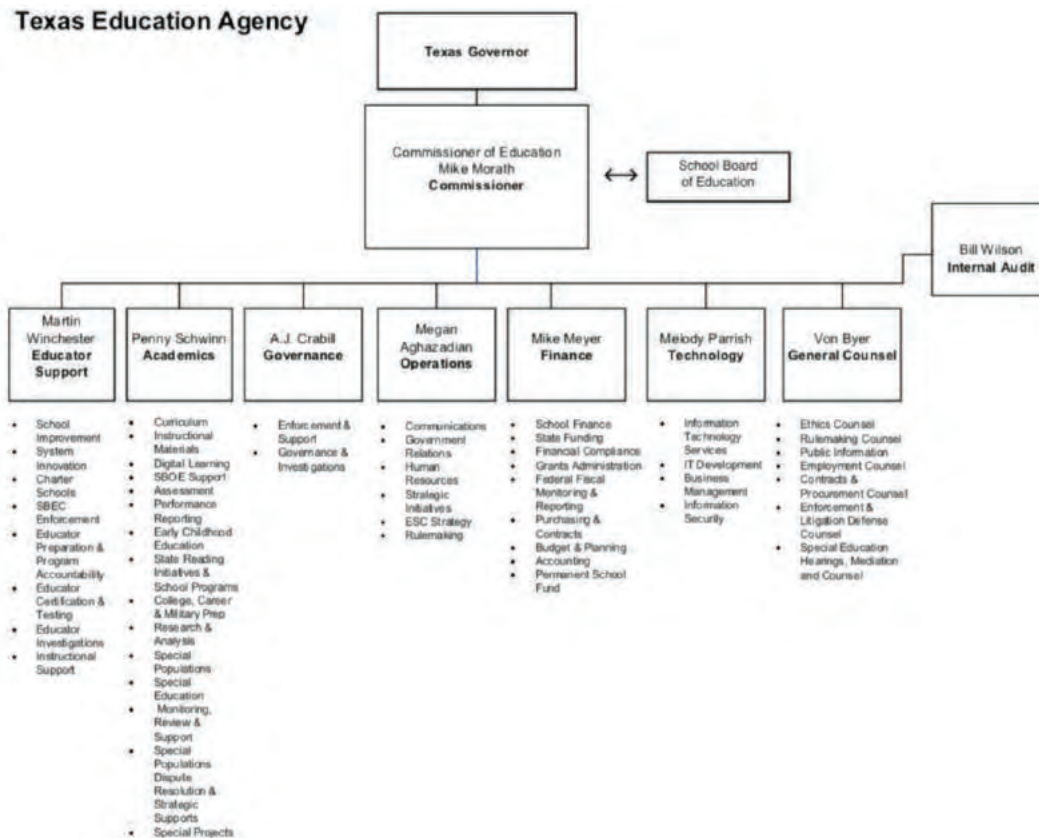 Texas Education Agency
Texas Governor
Commissioner of Education
Mike Morath
Commissioner
School Board
of Education
Bill Wilson
Internal Audit
Martin
Winchester
Educator
Support
Penny Schwinn
Academics
A.J. Crabill
Governance
Megan
Aghazadian
Operations
Mike Meyer
Finance
Melody Parrish
Technology
Von Byer
General Counsel
• School
Improvement
• System
Innovation
• Charter
Schools
• SBEC
Enforcement
• Educator
Preparation &
Program
Accountability
• Educator
Certification &
Testing
• Educator
Investigations
• Instructional
Support
• Curriculum
• Instructional
Materials
• Digital Learning
• SBOE Support
• Assessment
• Performance
Reporting
• Early Childhood
Education
• State Reading
Initiatives &
School Programs
• College, Career
& Military Prep
• Research &
Analysis
• Special
Populations
• Special
Education
• Monitoring,
Review &
Support
• Special
Populations
Dispute
Resolution &
Strategic
Supports
• Special Projects
• Enforcement &
Support
• Governance &
Investigations
• Communications
• Government
Relations
• Human
Resources
• Strategic
Initiatives
• ESC Strategy
• Rulemaking
• School Finance
• State Funding
• Financial Compliance
• Grants Administration
• Federal Fiscal
Monitoring &
Reporting
• Purchasing &
Contracts
• Budget & Planning
• Accounting
• Permanent School
Fund
• Information
Technology
Services
• IT Development
• Business
Management
• Information
Security
• Ethics Counsel
• Rulemaking Counsel
• Public Information
• Employment Counsel
• Contracts &
Procurement Counsel
• Enforcement &
Litigation Defense
Counsel
• Special Education
Hearings, Mediation
and Counsel